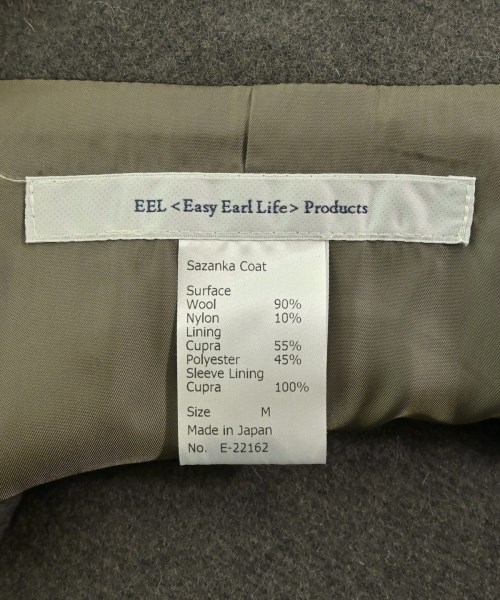 EEL <Easy Earl Life> Products
Sazanka Coat
Surface
Wool 90%
Nylon 10%
Lining
Cupra 55%
Polyester 45%
Sleeve Lining
Cupra 100%
Size M
Made in Japan
No. E-22162